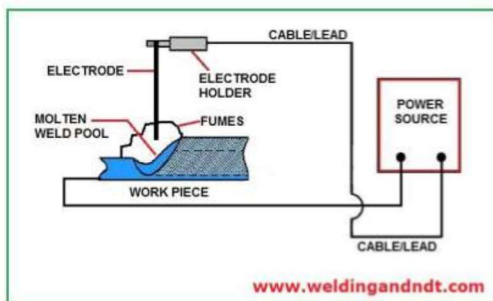 CABLE/LEAD
ELECTRODE
ELECTRODE
HOLDER
POWER
SOURCE
MOLTEN
WELD POOL
FUMES
WORK PIECE
CABLE/LEAD
www.weldingandndt.com